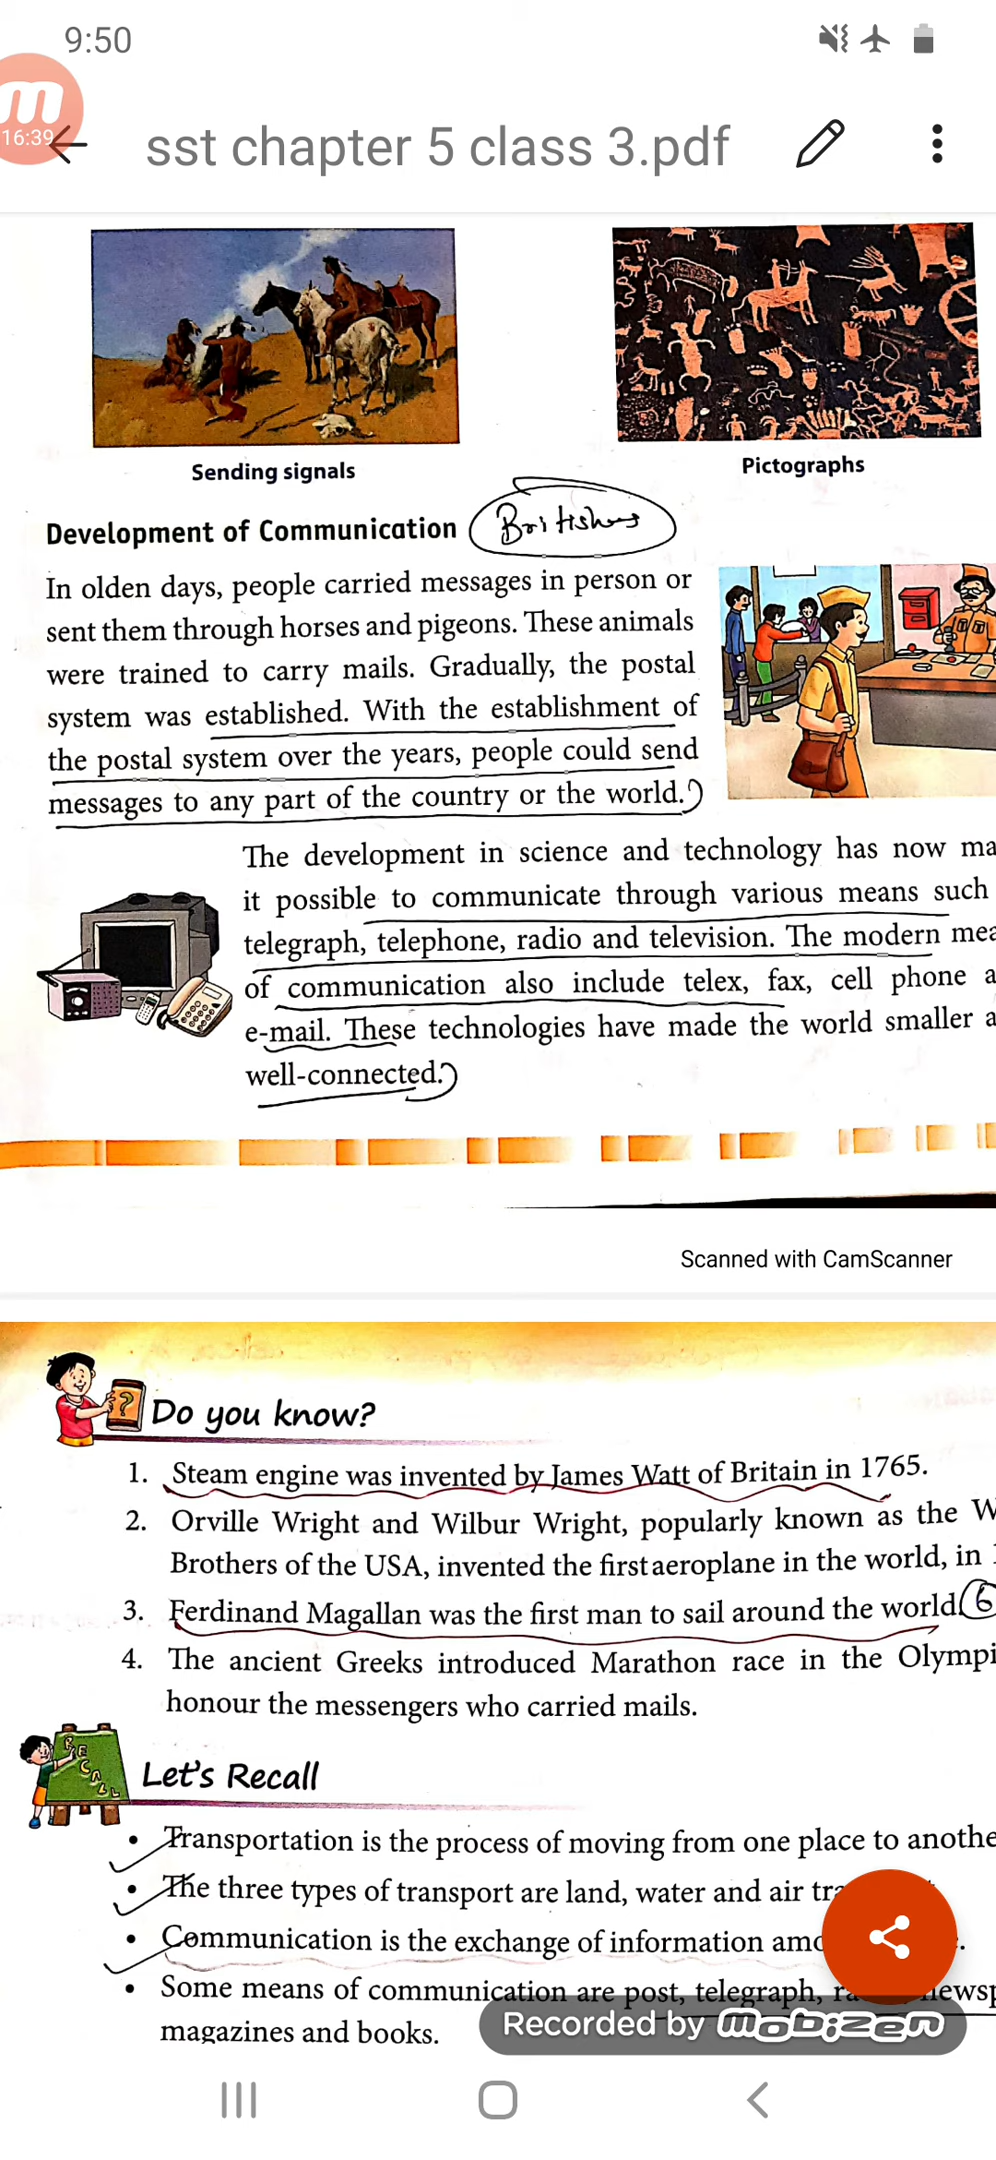 9:50
16:39
sst chapter 5 class 3.pdf
Sending signals
Pictographs
Development of Communication
Britishers
In olden days, people carried messages in person or
sent them through horses and pigeons. These animals
were trained to carry mails. Gradually, the postal
system was established. With the establishment of
the postal system over the years, people could send
messages to any part of the country or the world.
The development in science and technology has now ma
it possible to communicate through various means such
telegraph, telephone, radio and television. The modern mea
of communication also include telex, fax, cell phone a
e-mail. These technologies have made the world smaller a
well-connected.
Scanned with CamScanner
Do you know?
1. Steam engine was invented by James Watt of Britain in 1765.
2. Orville Wright and Wilbur Wright, popularly known as the W
Brothers of the USA, invented the first aeroplane in the world, in 1
3. Ferdinand Magallan was the first man to sail around the world. 6
4. The ancient Greeks introduced Marathon race in the Olympi
honour the messengers who carried mails.
RECALL
Let's Recall
• Transportation is the process of moving from one place to anothe
• The three types of transport are land, water and air tra
• Communication is the exchange of information amo
• Some means of communication are post, telegraph, ra newsp
magazines and books.
Recorded by mobizen